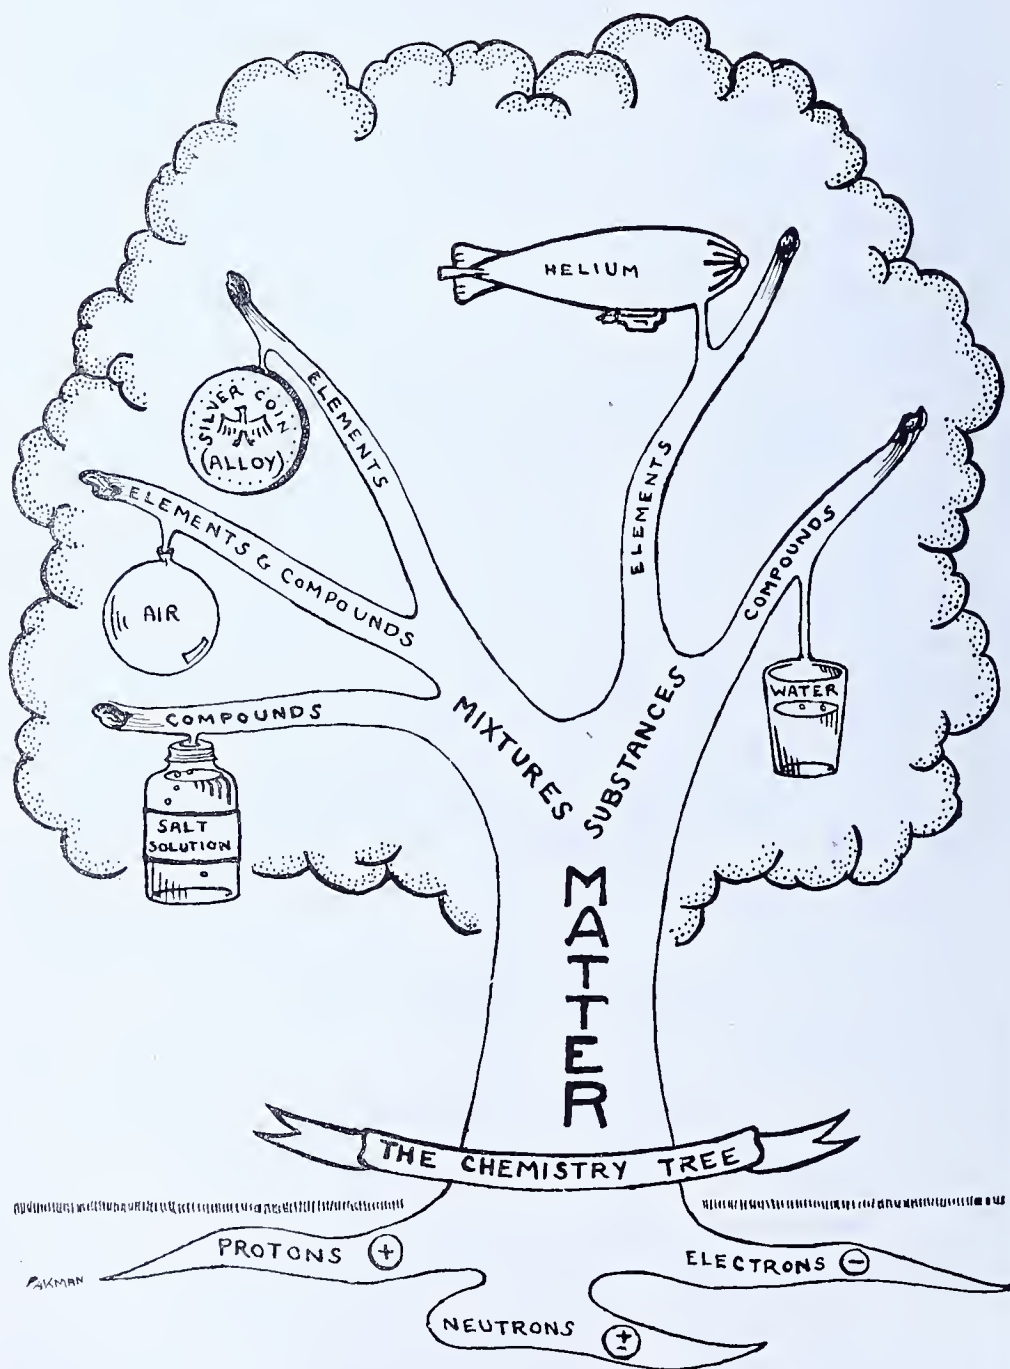 HELIUM
ELEMENTS
SILVER COIN
(ALLOY)
ELEMENTS
ELEMENTS & COMPOUNDS
COMPOUNDS
AIR
WATER
COMPOUNDS
MIXTURES
SUBSTANCES
SALT
SOLUTION
MATTER
THE CHEMISTRY TREE
PROTONS +
ELECTRONS −
PAKMAN
NEUTRONS ±